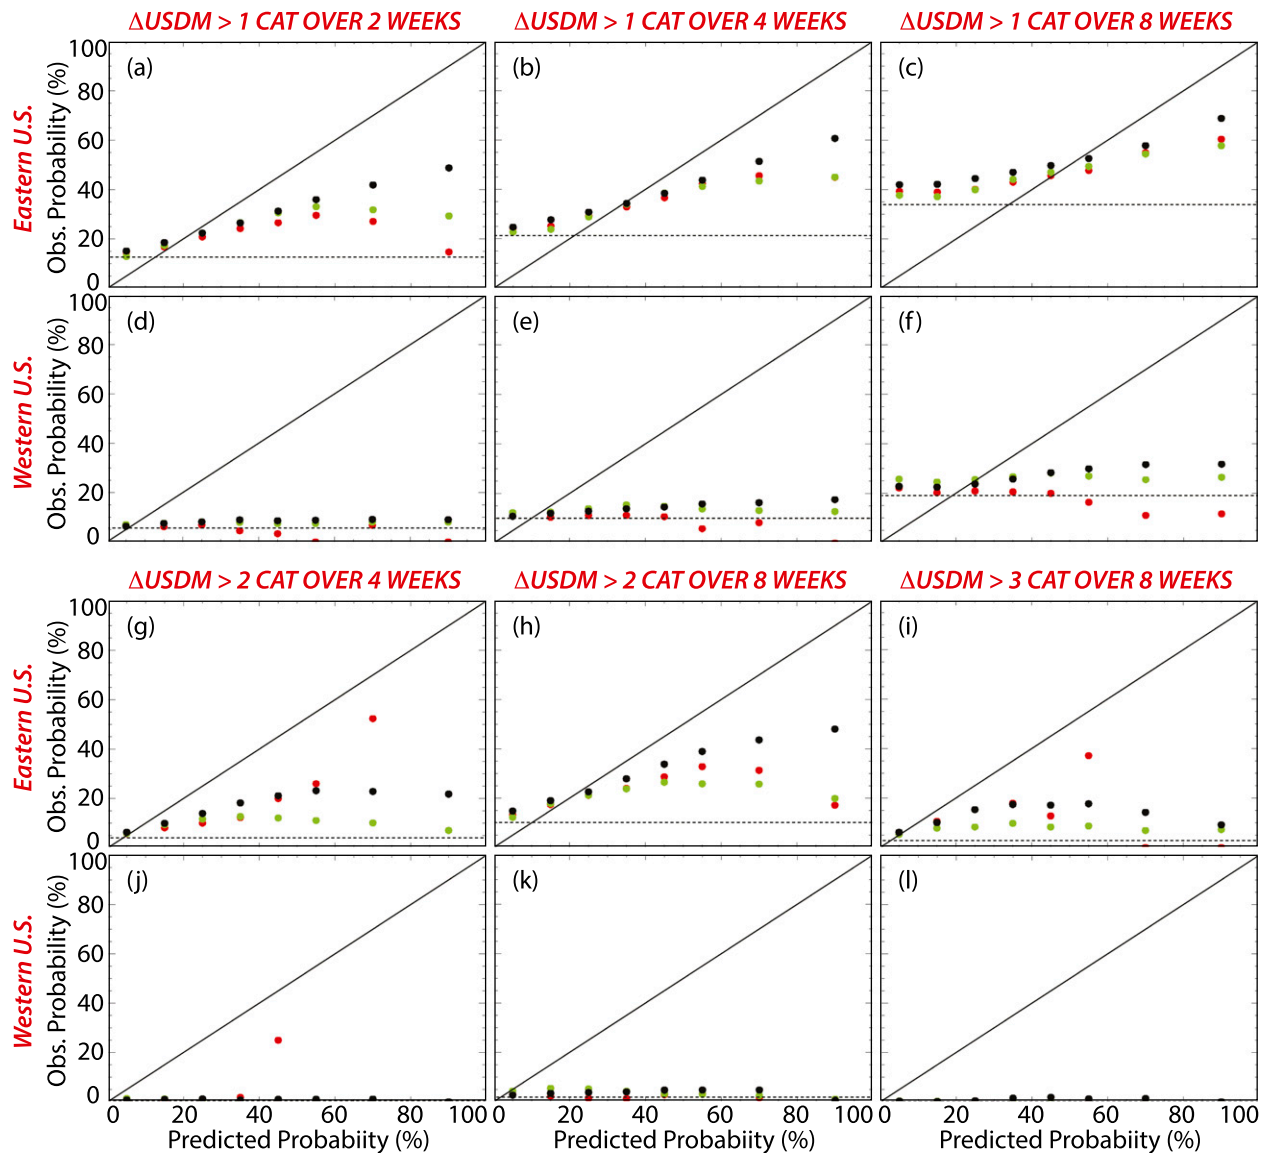 ΔUSDM > 1 CAT OVER 2 WEEKS ΔUSDM > 1 CAT OVER 4 WEEKS ΔUSDM > 1 CAT OVER 8 WEEKS
Eastern U.S.
Obs. Probability (%)
100
80
60
40
20
0
(a) (b) (c)
Western U.S.
Obs. Probability (%)
100
80
60
40
20
0
(d) (e) (f)
ΔUSDM > 2 CAT OVER 4 WEEKS ΔUSDM > 2 CAT OVER 8 WEEKS ΔUSDM > 3 CAT OVER 8 WEEKS
Eastern U.S.
Obs. Probability (%)
100
80
60
40
20
0
(g) (h) (i)
Western U.S.
Obs. Probability (%)
100
80
60
40
20
0
(j) (k) (l)
0 20 40 60 80 100 20 40 60 80 100 0 20 40 60 80 100
Predicted Probabiity (%) Predicted Probabiity (%) Predicted Probabiity (%)